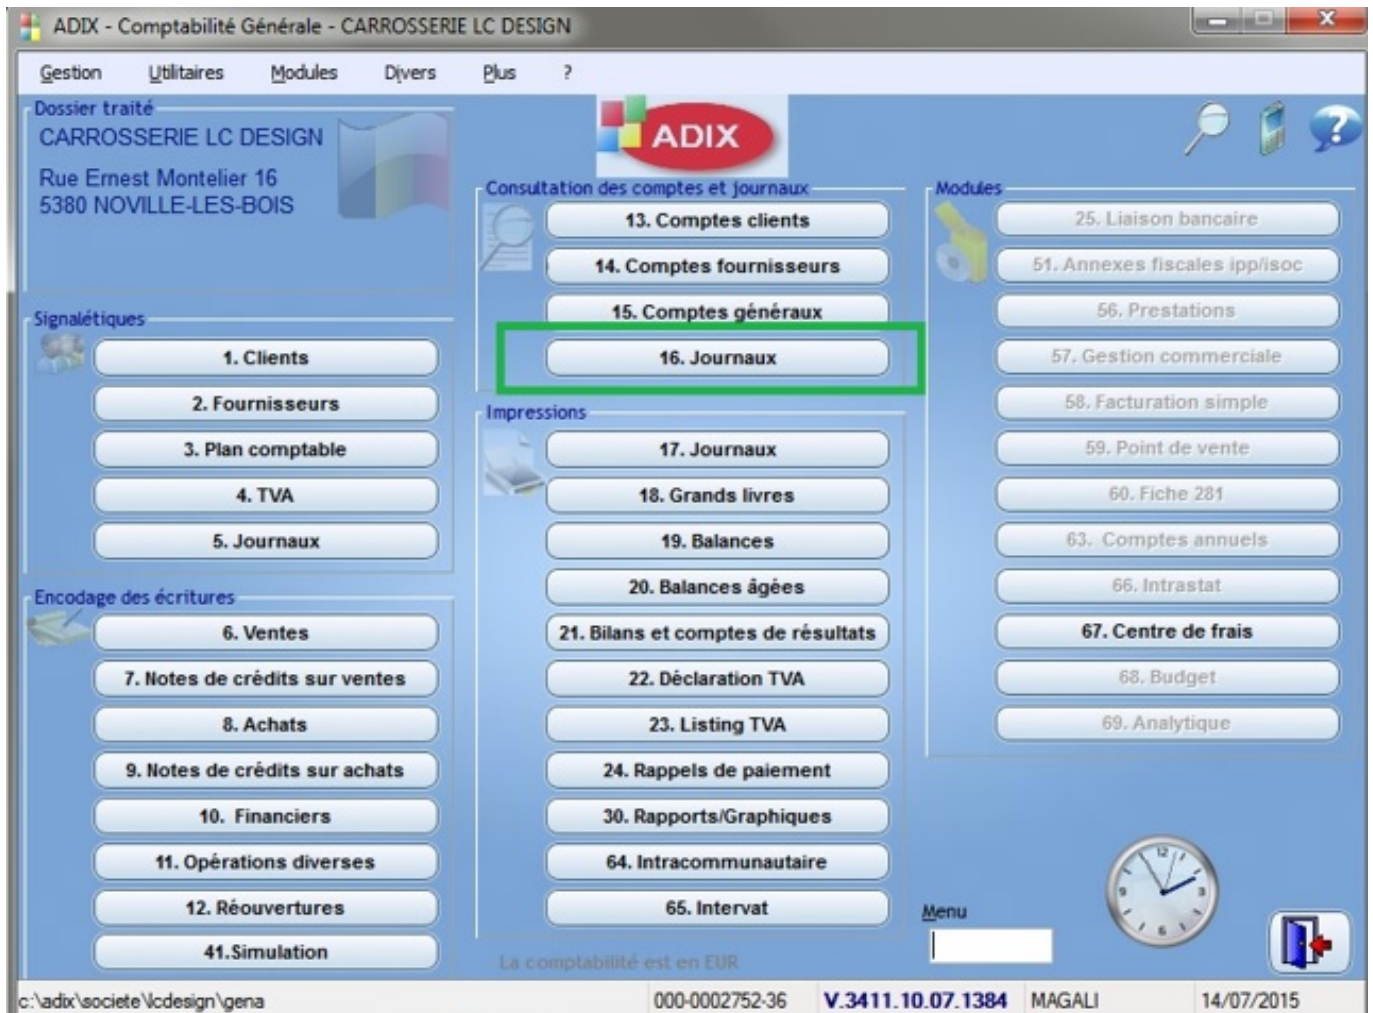 ADIX - Comptabilité Générale - CARROSSERIE LC DESIGN
Gestion Utilitaires Modules Divers Plus ?
Dossier traité
CARROSSERIE LC DESIGN
Rue Ernest Montelier 16
5380 NOVILLE-LES-BOIS
ADIX
Signalétiques
1. Clients
2. Fournisseurs
3. Plan comptable
4. TVA
5. Journaux
Encodage des écritures
6. Ventes
7. Notes de crédits sur ventes
8. Achats
9. Notes de crédits sur achats
10. Financiers
11. Opérations diverses
12. Réouvertures
41.Simulation
Consultation des comptes et journaux
13. Comptes clients
14. Comptes fournisseurs
15. Comptes généraux
16. Journaux
Impressions
17. Journaux
18. Grands livres
19. Balances
20. Balances âgées
21. Bilans et comptes de résultats
22. Déclaration TVA
23. Listing TVA
24. Rappels de paiement
30. Rapports/Graphiques
64. Intracommunautaire
65. Intervat
La comptabilité est en EUR
Modules
25. Liaison bancaire
51. Annexes fiscales ipp/isoc
56. Prestations
57. Gestion commerciale
58. Facturation simple
59. Point de vente
60. Fiche 281
63. Comptes annuels
66. Intrastat
67. Centre de frais
68. Budget
69. Analytique
12
3
6
9
Menu
c:\adix\societe\lcdesign\gena 000-0002752-36 V.3411.10.07.1384 MAGALI 14/07/2015